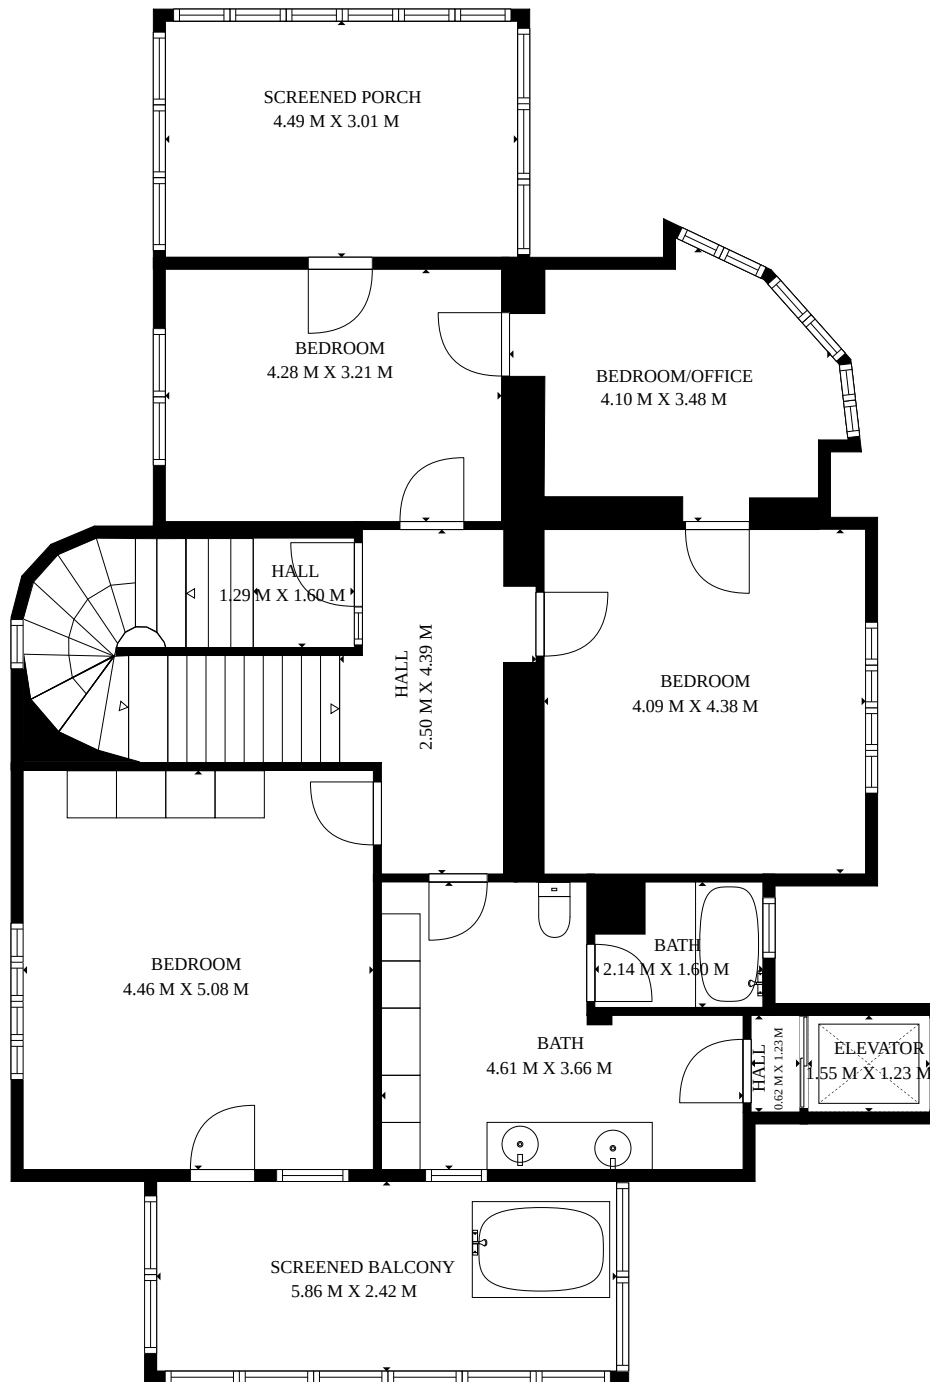 SCREENED PORCH
4.49 M X 3.01 M
BEDROOM
4.28 M X 3.21 M
BEDROOM/OFFICE
4.10 M X 3.48 M
HALL
1.29 M X 1.60 M
HALL
2.50 M X 4.39 M
BEDROOM
4.09 M X 4.38 M
BEDROOM
4.46 M X 5.08 M
BATH
2.14 M X 1.60 M
BATH
4.61 M X 3.66 M
HALL
0.62 M X 1.23 M
ELEVATOR
1.55 M X 1.23 M
SCREENED BALCONY
5.86 M X 2.42 M